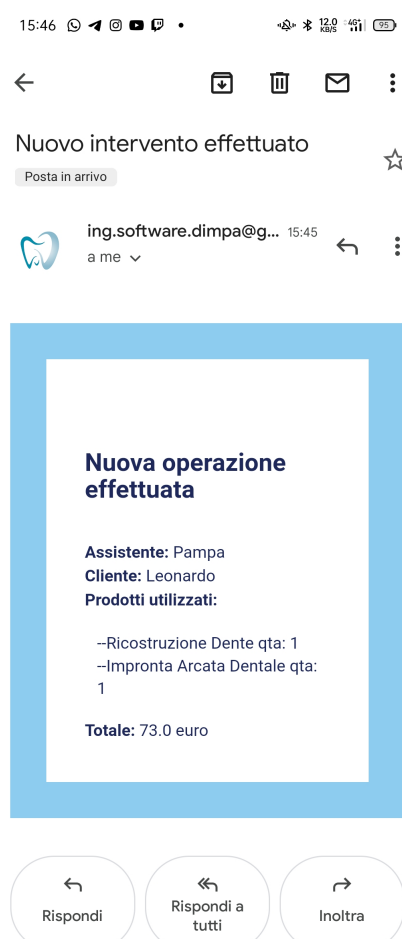 15:46 12.0 KB/S 4G+ 95
Nuovo intervento effettuato
Posta in arrivo
ing.software.dimpa@g... 15:45
a me
Nuova operazione
effettuata
Assistente: Pampa
Cliente: Leonardo
Prodotti utilizzati:
--Ricostruzione Dente qta: 1
--Impronta Arcata Dentale qta:
1
Totale: 73.0 euro
Rispondi
Rispondi a
tutti
Inoltra